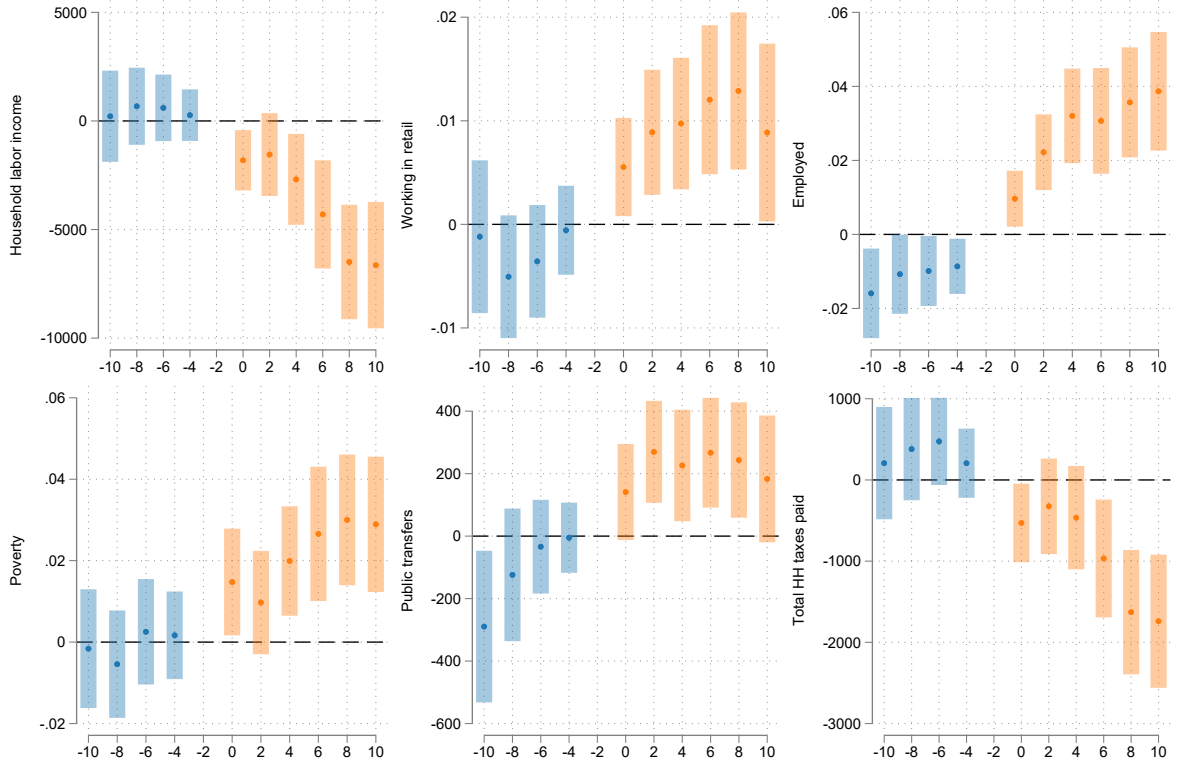 Household labor income
5000
0
-5000
-10000
-10 -8 -6 -4 -2 0 2 4 6 8 10
Working in retail
.02
.01
0
-.01
-10 -8 -6 -4 -2 0 2 4 6 8 10
Employed
.06
.04
.02
0
-.02
-10 -8 -6 -4 -2 0 2 4 6 8 10
Poverty
.06
.04
.02
0
-.02
-10 -8 -6 -4 -2 0 2 4 6 8 10
Public transfers
400
200
0
-200
-400
-600
-10 -8 -6 -4 -2 0 2 4 6 8 10
Total HH taxes paid
1000
0
-1000
-2000
-3000
-10 -8 -6 -4 -2 0 2 4 6 8 10